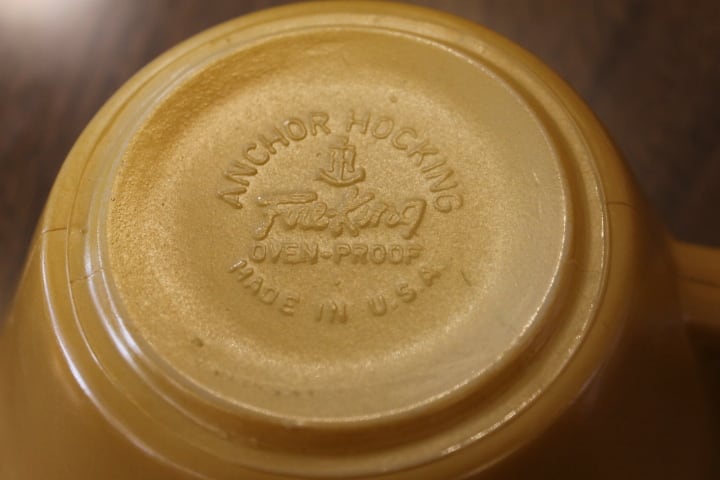 ANCHOR HOCKING
Fire-King
OVEN-PROOF
MADE IN U.S.A